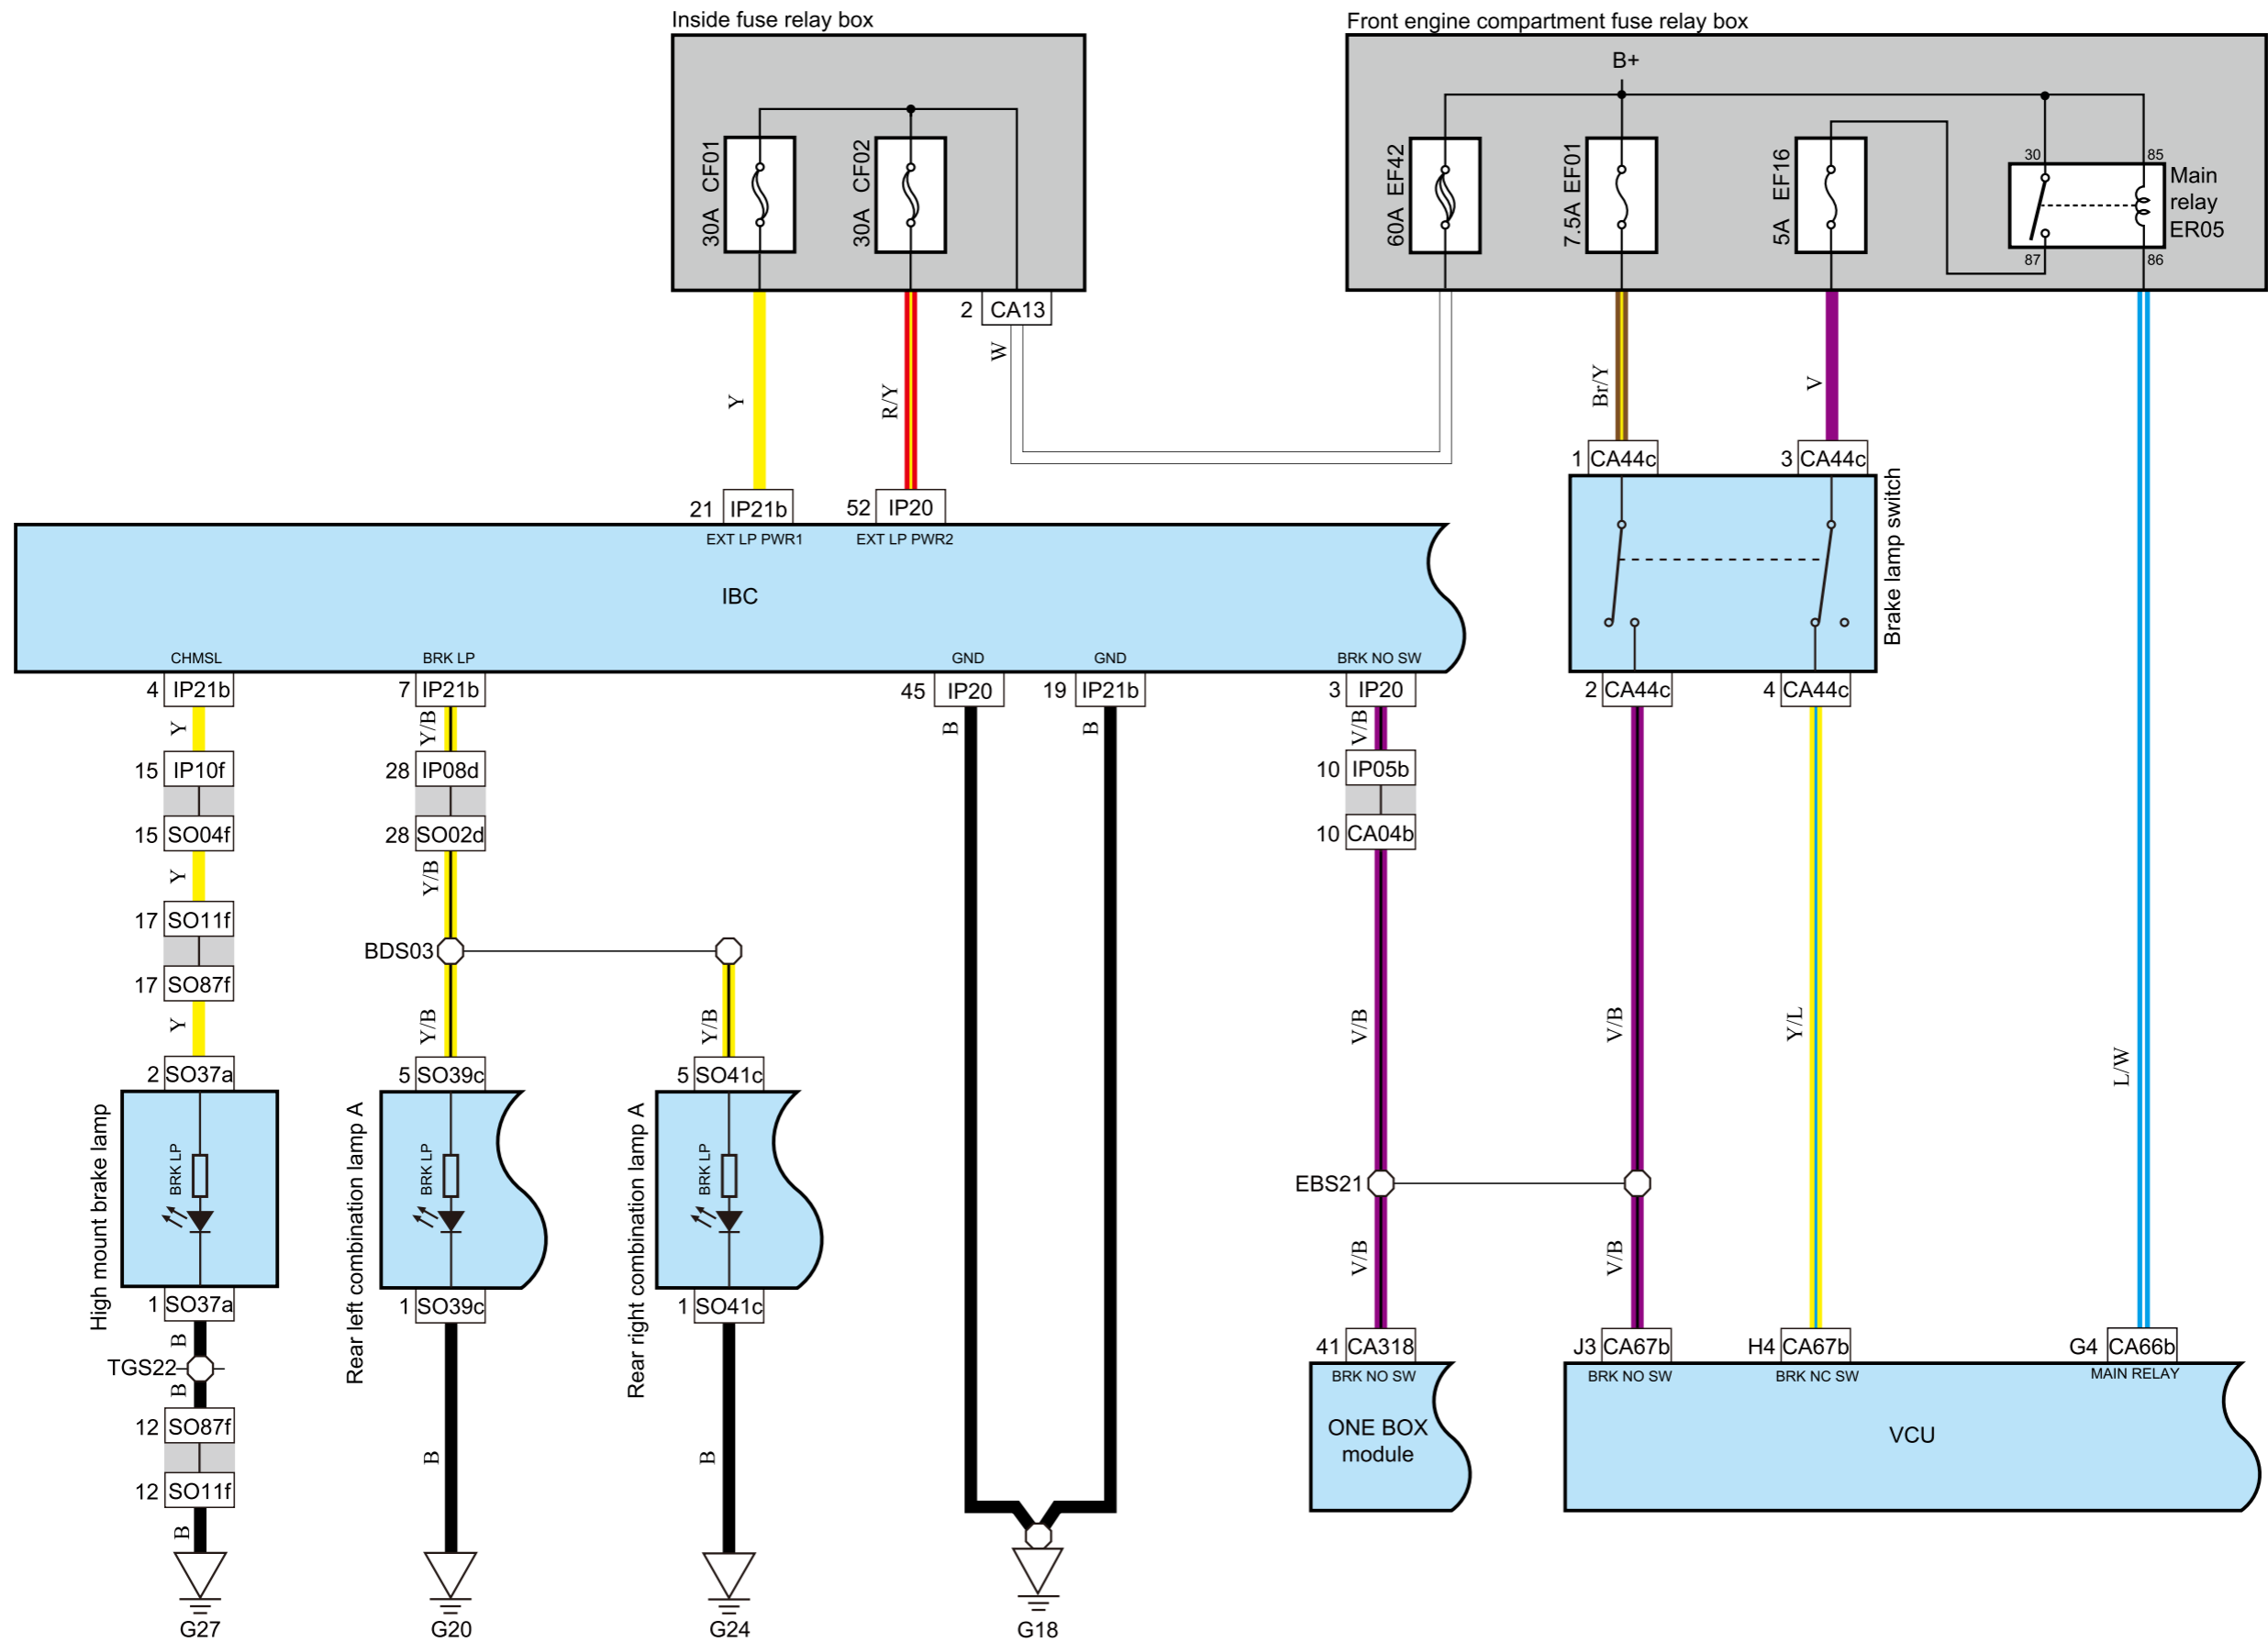 Inside fuse relay box
Front engine compartment fuse relay box
B+
30A CF01
30A CF02
60A EF42
7.5A EF01
5A EF16
30
85
87
86
Main
relay
ER05
2 CA13
W
Y
R/Y
Br/Y
V
1 CA44c
3 CA44c
Brake lamp switch
21 IP21b
52 IP20
EXT LP PWR1
EXT LP PWR2
IBC
CHMSL
BRK LP
GND
GND
BRK NO SW
4 IP21b
7 IP21b
45 IP20
19 IP21b
3 IP20
2 CA44c
4 CA44c
Y
Y/B
B
B
V/B
15 IP10f
28 IP08d
10 IP05b
15 SO04f
28 SO02d
10 CA04b
Y
Y/B
17 SO11f
BDS03
17 SO87f
Y
Y/B
Y/B
V/B
V/B
Y/L
L/W
2 SO37a
5 SO39c
5 SO41c
High mount brake lamp
BRK LP
Rear left combination lamp A
BRK LP
Rear right combination lamp A
BRK LP
EBS21
V/B
V/B
1 SO37a
1 SO39c
1 SO41c
B
TGS22
B
41 CA318
J3 CA67b
H4 CA67b
G4 CA66b
BRK NO SW
BRK NO SW
BRK NC SW
MAIN RELAY
12 SO87f
ONE BOX
module
VCU
B
B
12 SO11f
B
G27
G20
G24
G18